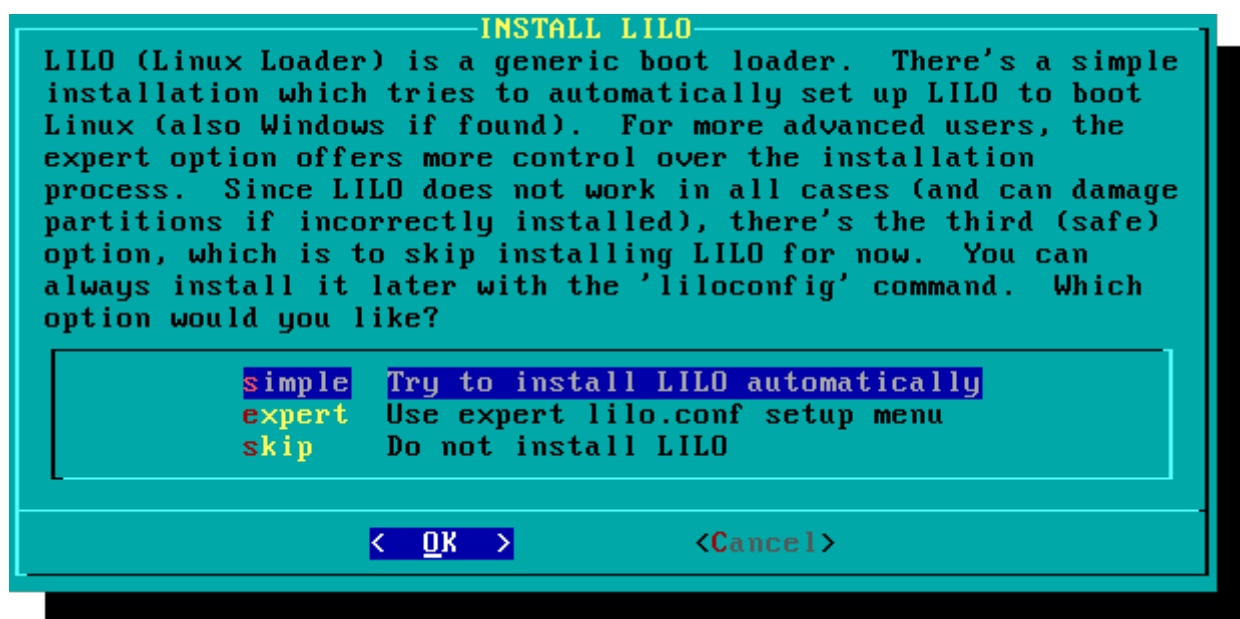 INSTALL LILO
LILO (Linux Loader) is a generic boot loader.  There's a simple
installation which tries to automatically set up LILO to boot
Linux (also Windows if found).  For more advanced users, the
expert option offers more control over the installation
process.  Since LILO does not work in all cases (and can damage
partitions if incorrectly installed), there's the third (safe)
option, which is to skip installing LILO for now.  You can
always install it later with the 'liloconfig' command.  Which
option would you like?
simple  Try to install LILO automatically
expert  Use expert lilo.conf setup menu
skip    Do not install LILO
<  OK  >          <Cancel>